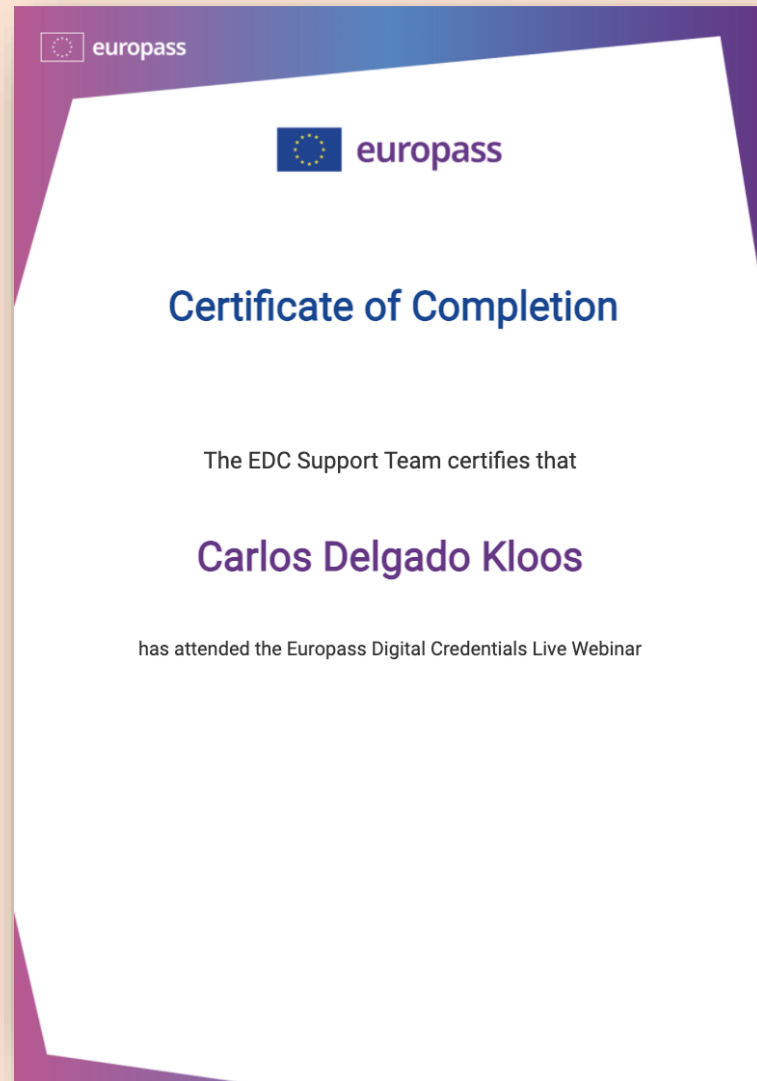 europass
europass
Certificate of Completion
The EDC Support Team certifies that
Carlos Delgado Kloos
has attended the Europass Digital Credentials Live Webinar